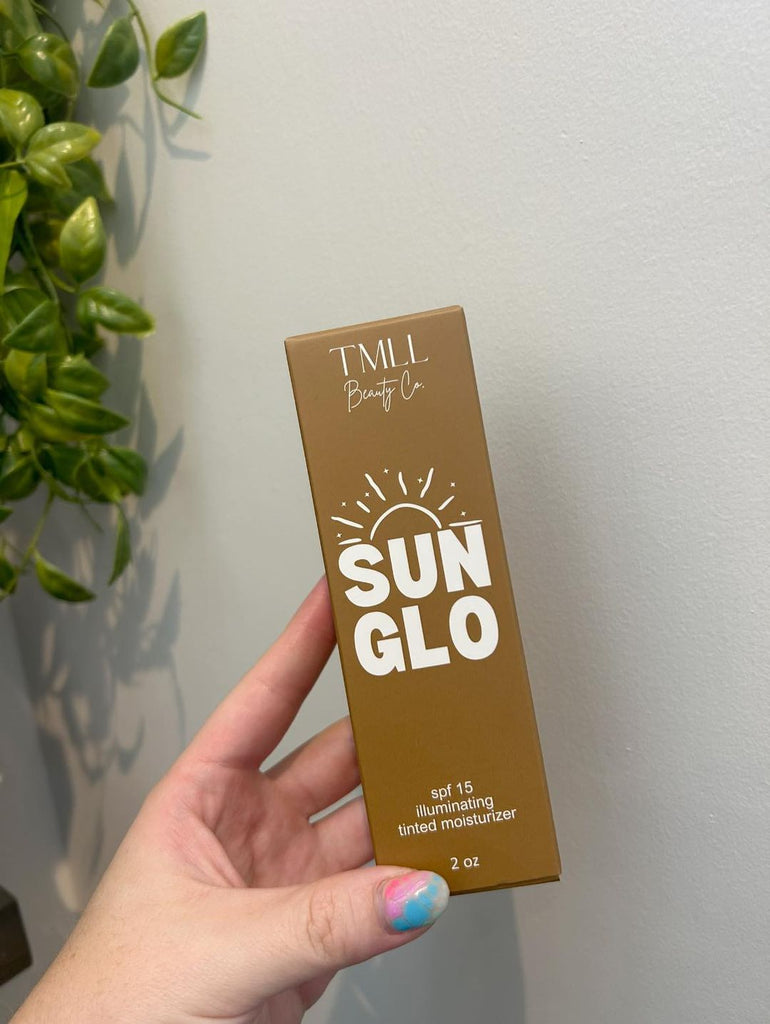 TMLL
Beauty Co.
SUN
GLO
spf 15
illuminating
tinted moisturizer
2 oz